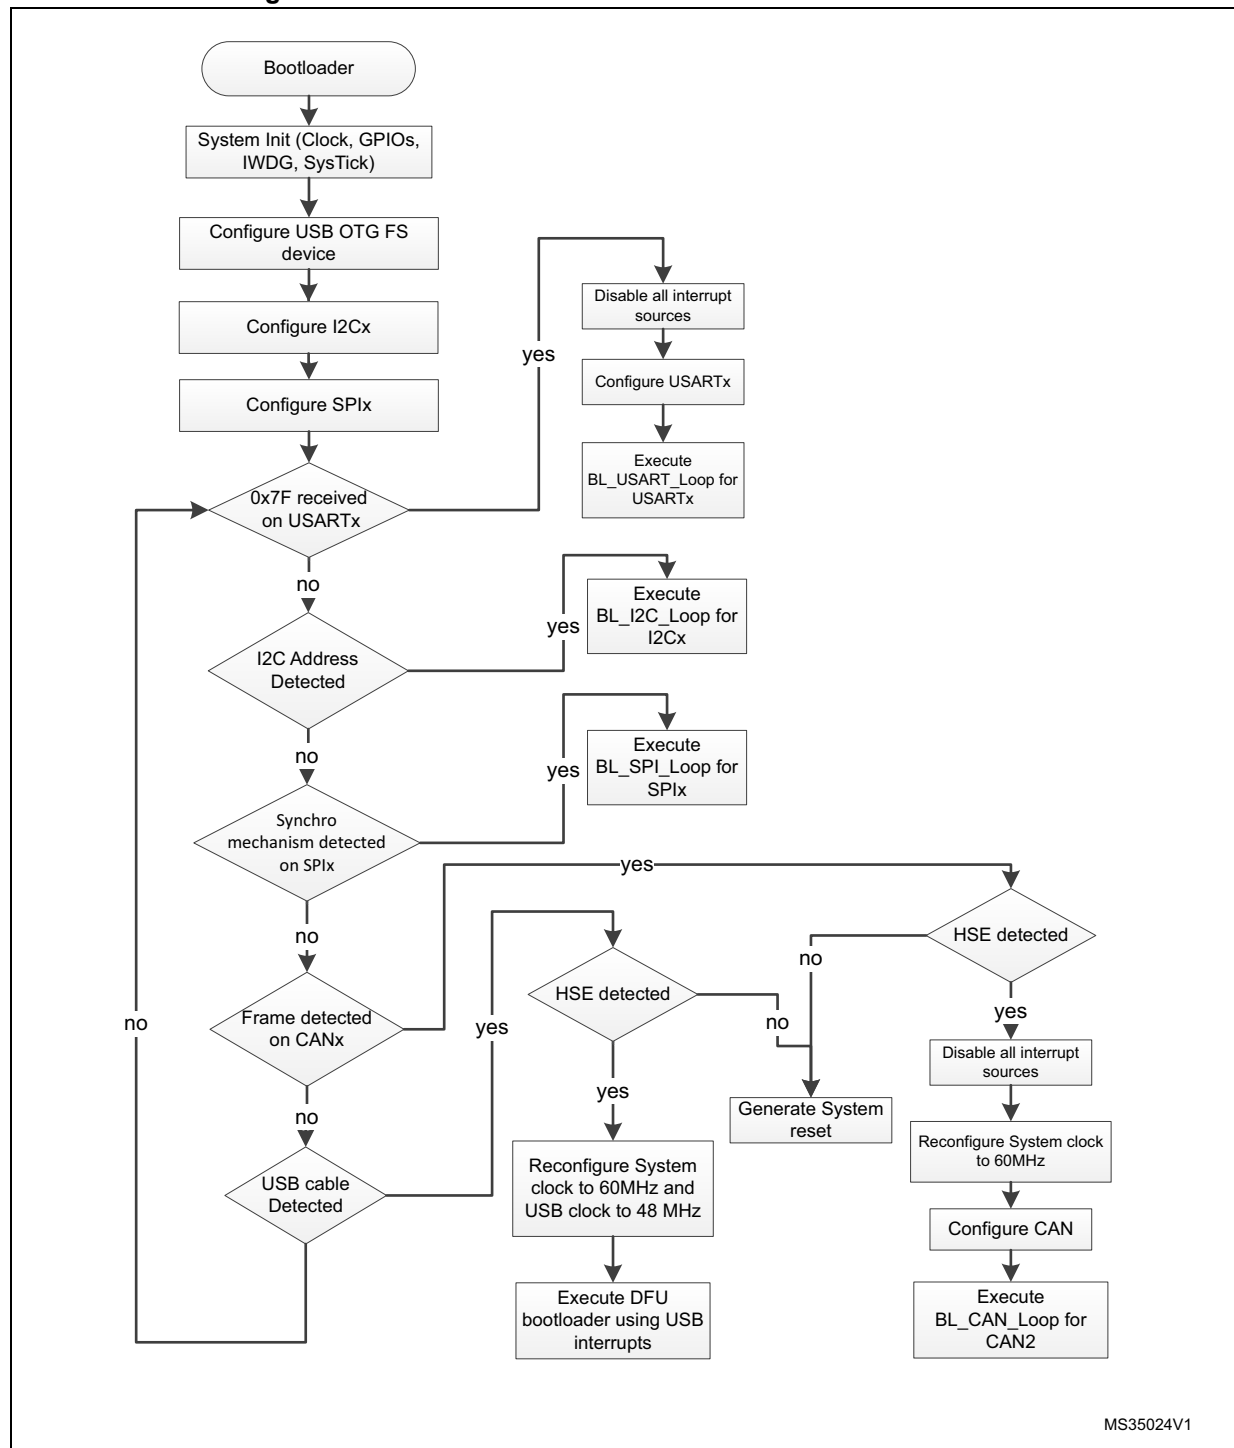 Bootloader
System Init (Clock, GPIOs,
IWDG, SysTick)
Configure USB OTG FS
device
Configure I2Cx
Configure SPIx
0x7F received
on USARTx
yes
Disable all interrupt
sources
Configure USARTx
Execute
BL_USART_Loop for
USARTx
no
I2C Address
Detected
yes
Execute
BL_I2C_Loop for
I2Cx
no
Synchro
mechanism detected
on SPIx
yes
Execute
BL_SPI_Loop for
SPIx
no
Frame detected
on CANx
yes
HSE detected
no
yes
Disable all interrupt
sources
Reconfigure System clock
to 60MHz
Configure CAN
Execute
BL_CAN_Loop for
CAN2
no
USB cable
Detected
yes
HSE detected
no
Generate System
reset
yes
Reconfigure System
clock to 60MHz and
USB clock to 48 MHz
Execute DFU
bootloader using USB
interrupts
no
MS35024V1